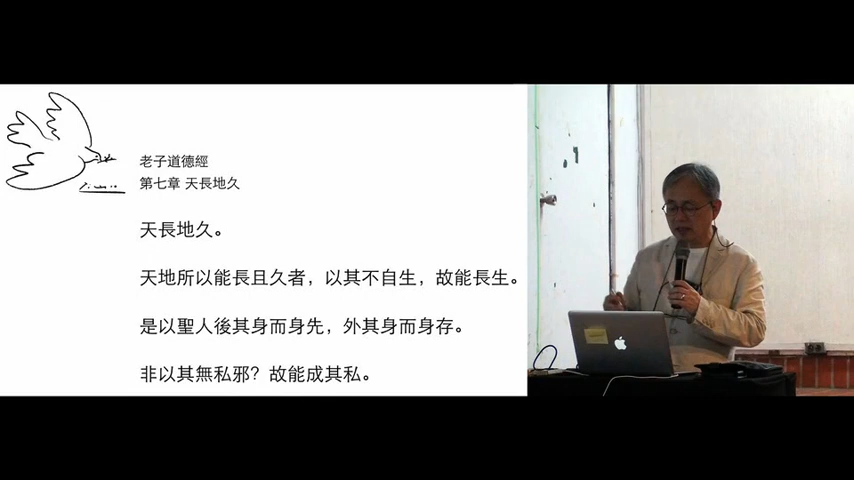 老子道德經
第七章 天長地久
天長地久。
天地所以能長且久者，以其不自生，故能長生。
是以聖人後其身而身先，外其身而身存。
非以其無私邪？故能成其私。